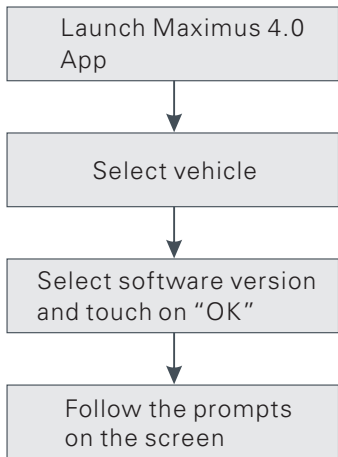 Launch Maximus 4.0
App
Select vehicle
Select software version
and touch on “OK”
Follow the prompts
on the screen